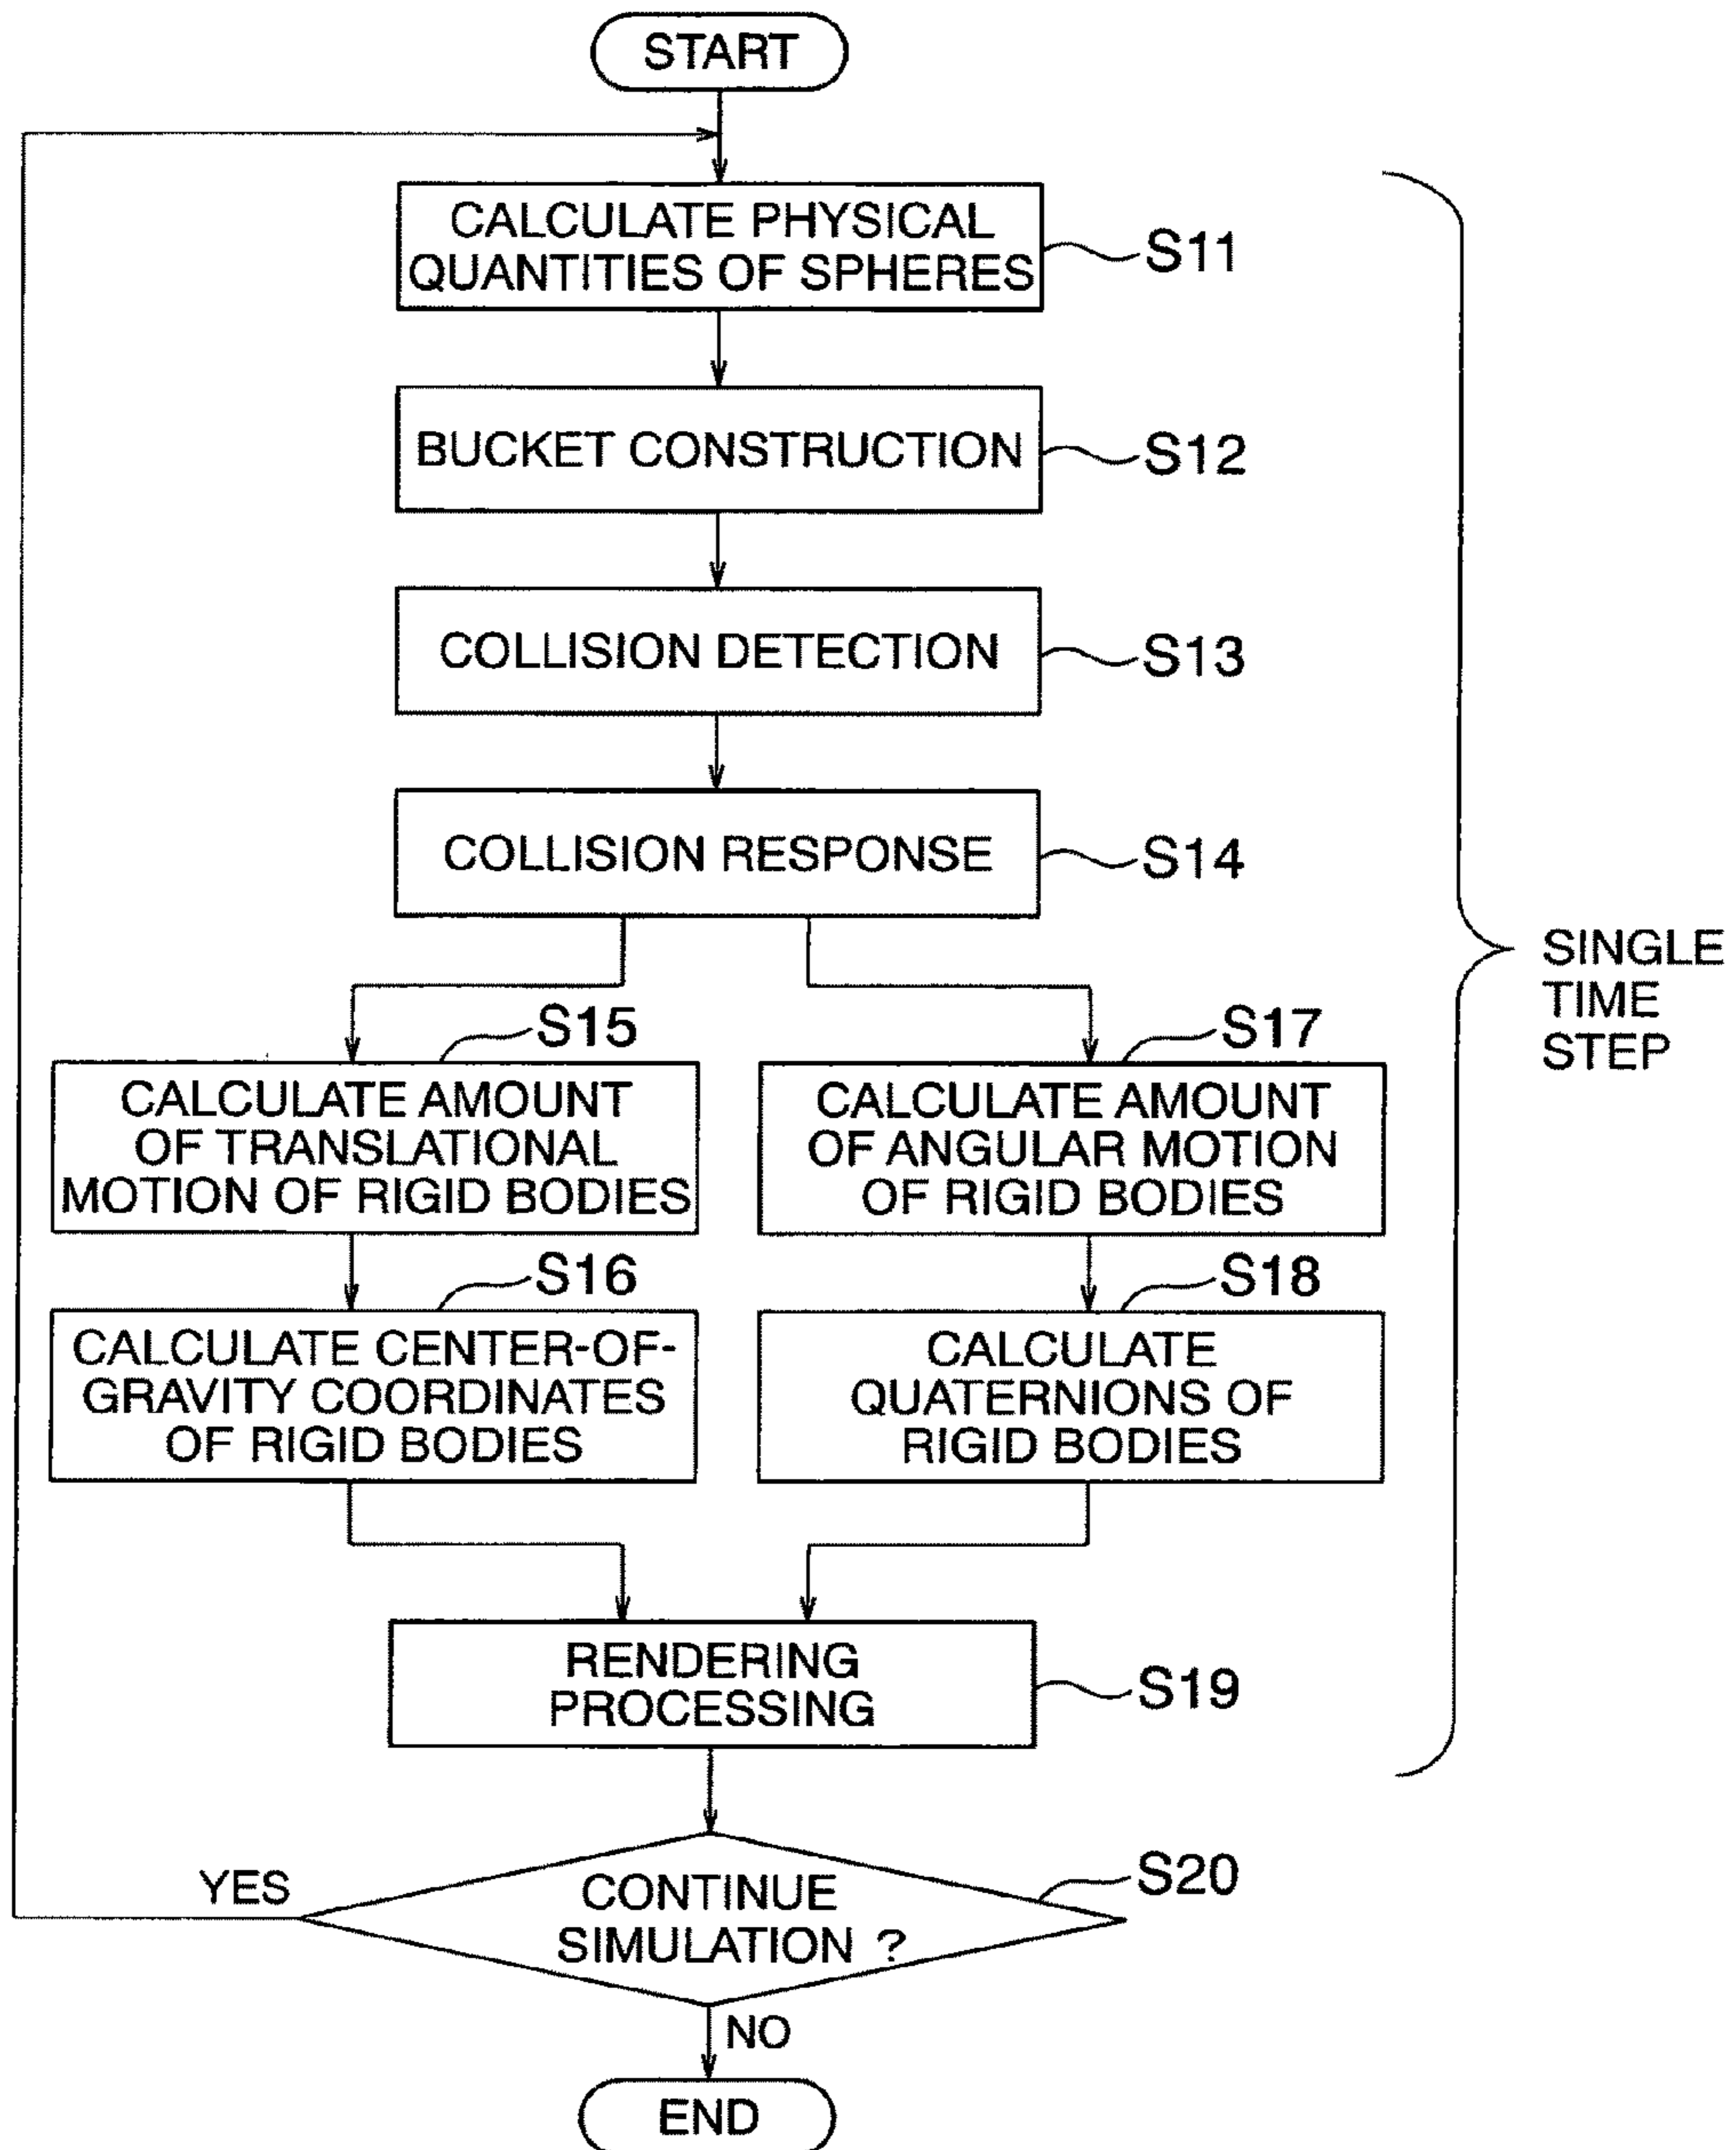 START
CALCULATE PHYSICAL
QUANTITIES OF SPHERES
S11
BUCKET CONSTRUCTION
S12
COLLISION DETECTION
S13
COLLISION RESPONSE
S14
SINGLE
TIME
STEP
S15
CALCULATE AMOUNT
OF TRANSLATIONAL
MOTION OF RIGID BODIES
S17
CALCULATE AMOUNT
OF ANGULAR MOTION
OF RIGID BODIES
S16
CALCULATE CENTER-OF-
GRAVITY COORDINATES
OF RIGID BODIES
S18
CALCULATE
QUATERNIONS OF
RIGID BODIES
RENDERING
PROCESSING
S19
YES
CONTINUE
SIMULATION ?
S20
NO
END